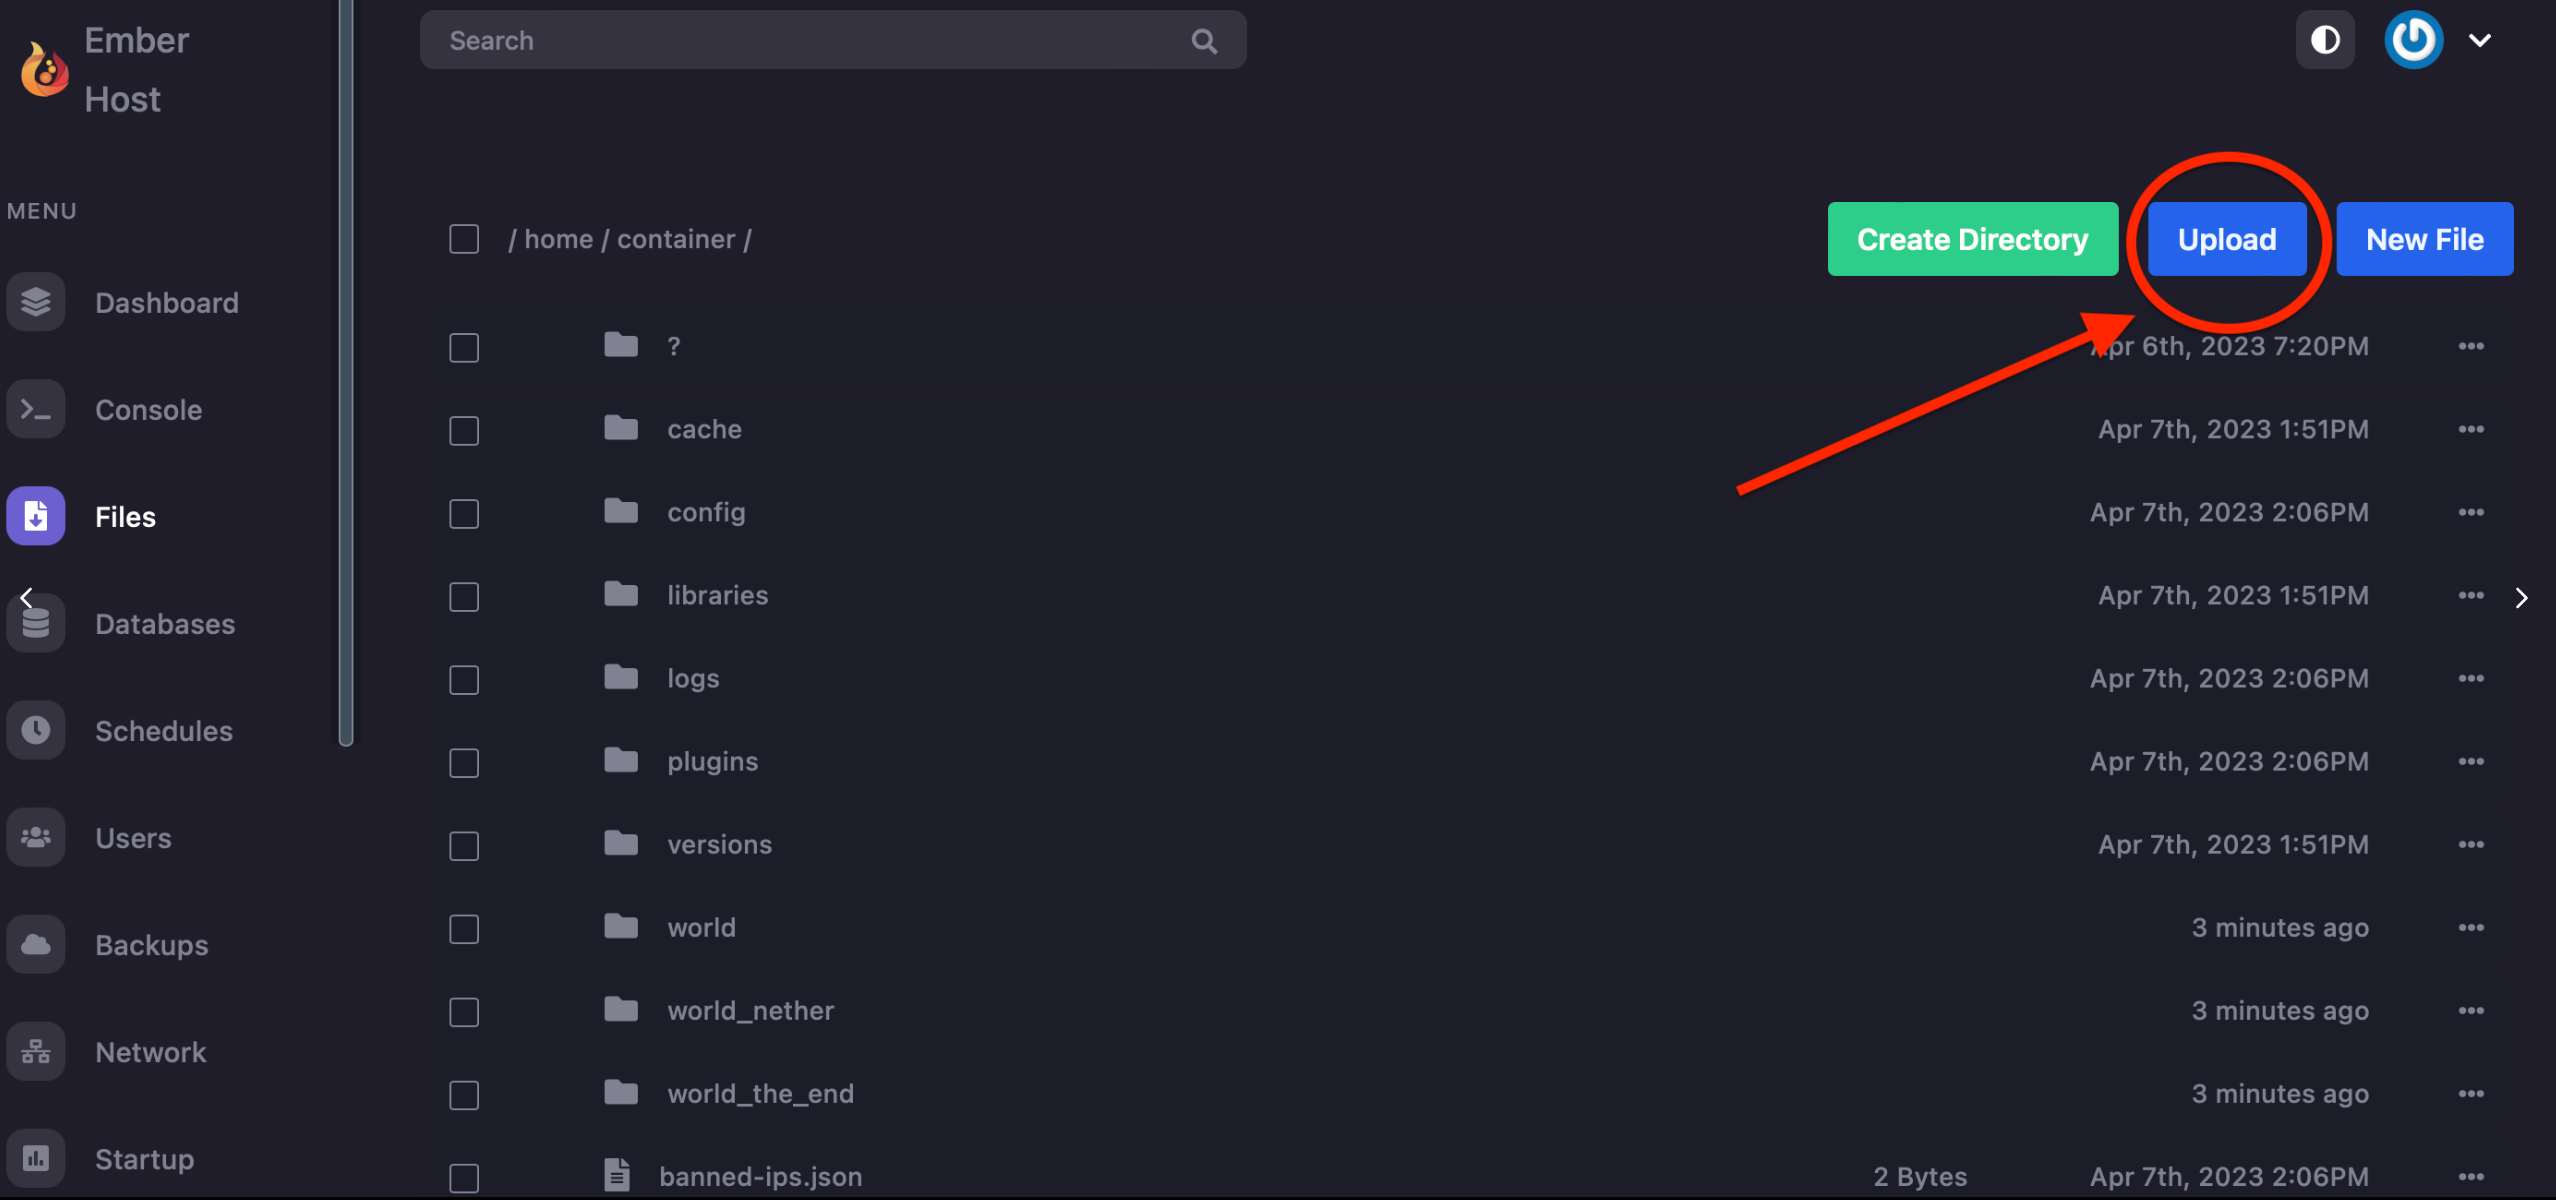 Ember
Host
Search
MENU
Dashboard
Console
Files
Databases
Schedules
Users
Backups
Network
Startup
/ home / container /
Create Directory
Upload
New File
? Apr 6th, 2023 7:20PM
cache Apr 7th, 2023 1:51PM
config Apr 7th, 2023 2:06PM
libraries Apr 7th, 2023 1:51PM
logs Apr 7th, 2023 2:06PM
plugins Apr 7th, 2023 2:06PM
versions Apr 7th, 2023 1:51PM
world 3 minutes ago
world_nether 3 minutes ago
world_the_end 3 minutes ago
banned-ips.json 2 Bytes Apr 7th, 2023 2:06PM